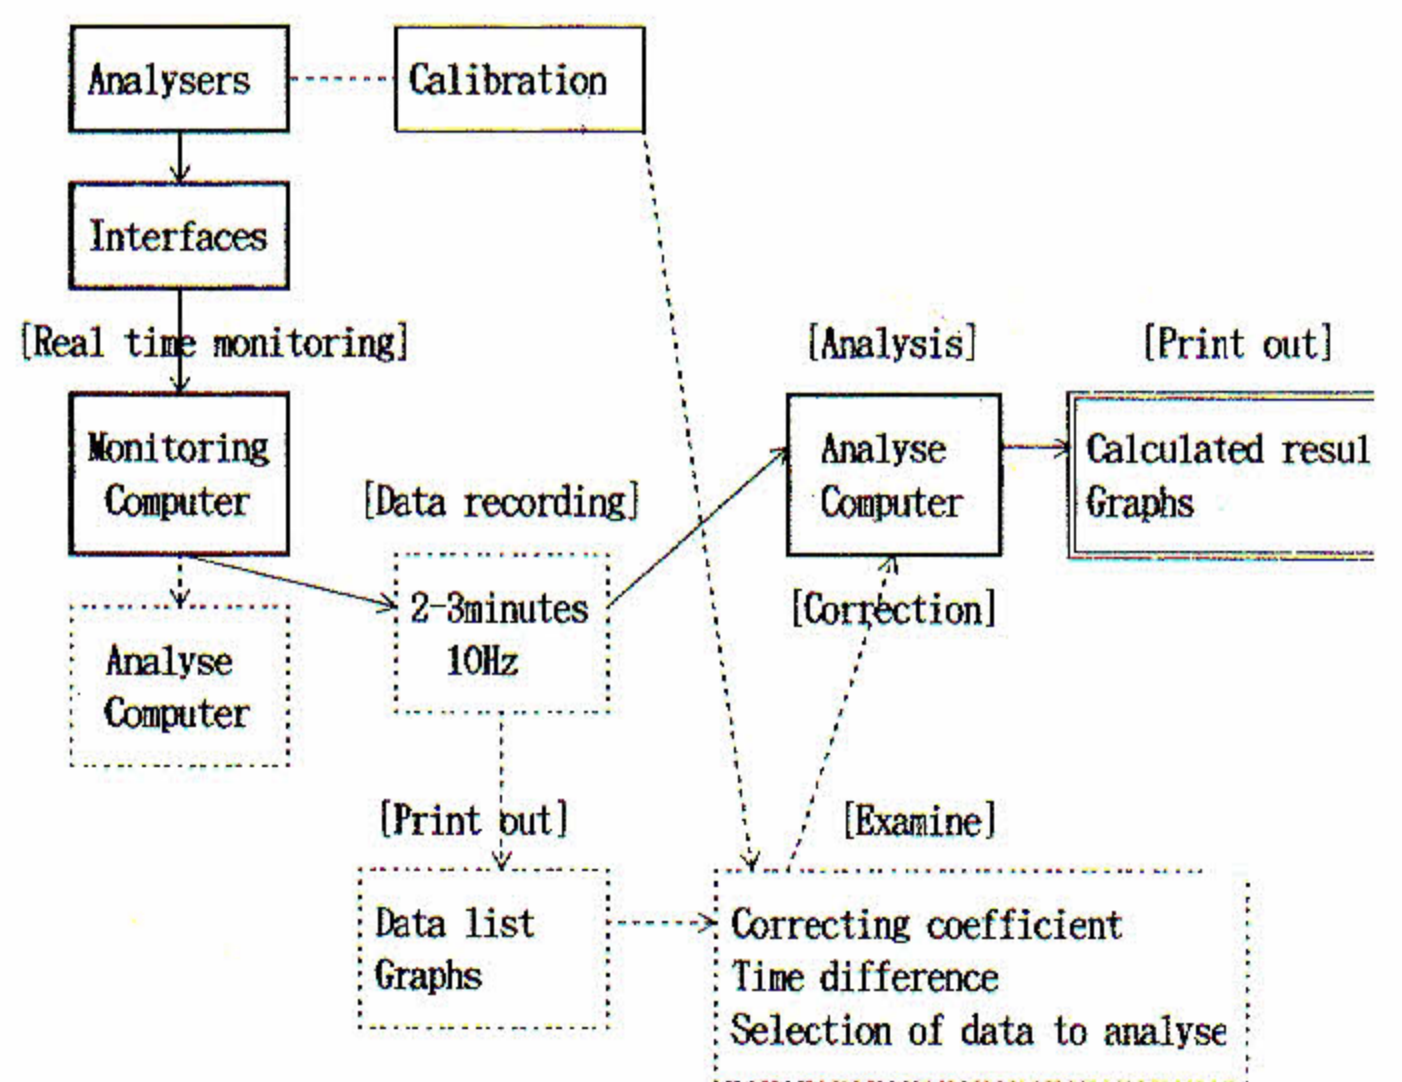 Analysers
Calibration
Interfaces
[Real time monitoring]
[Analysis]
[Print out]
Monitoring
Computer
Analyse
Computer
Calculated resul
Graphs
[Data recording]
2-3minutes
10Hz
[Correction]
Analyse
Computer
[Print out]
[Examine]
Data list
Graphs
Correcting coefficient
Time difference
Selection of data to analyse